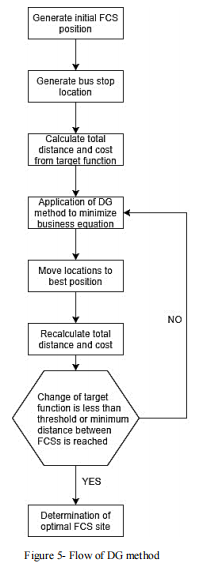 Generate initial FCS
position
Generate bus stop
location
Calculate total
distance and cost
from target function
Application of DG
method to minimize
business equation
Move locations to
best position
Recalculate total
distance and cost
Change of target
function is less than
threshold or minimum
distance between
FCSs is reached
NO
YES
Determination of
optimal FCS site
Figure 5- Flow of DG method